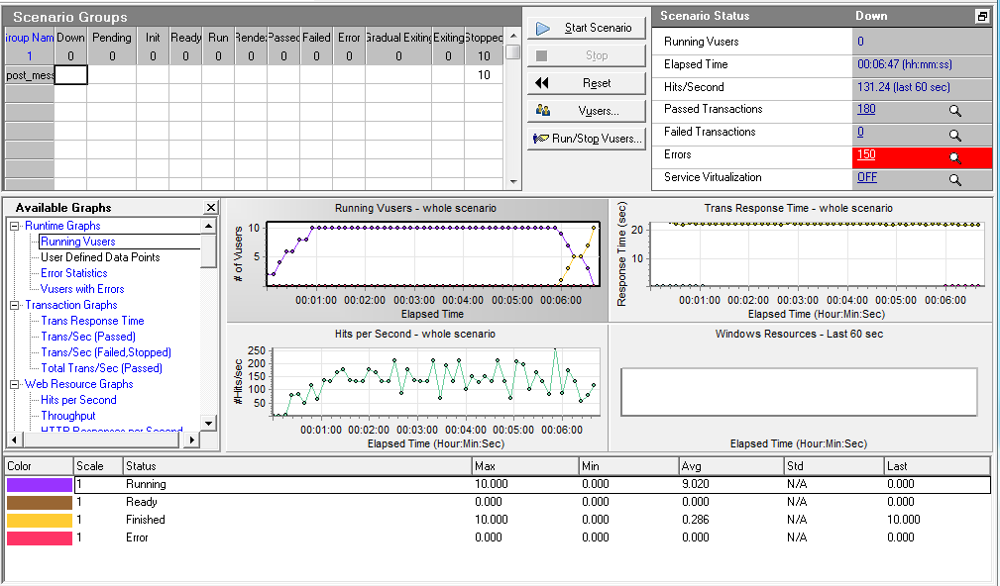 Scenario Groups
Group Name Down Pending Init Ready Run Rendez Passed Failed Error Gradual Exiting Exiting Stopped
1 0 0 0 0 0 0 0 0 0 0 0 10
post_mess 10
Start Scenario
Stop
Reset
Vusers...
Run/Stop Vusers...
Scenario Status Down
Running Vusers 0
Elapsed Time 00:06:47 (hh:mm:ss)
Hits/Second 131.24 (last 60 sec)
Passed Transactions 180
Failed Transactions 0
Errors 150
Service Virtualization OFF
Available Graphs
Runtime Graphs
Running Vusers
User Defined Data Points
Error Statistics
Vusers with Errors
Transaction Graphs
Trans Response Time
Trans/Sec (Passed)
Trans/Sec (Failed,Stopped)
Total Trans/Sec (Passed)
Web Resource Graphs
Hits per Second
Throughput
HTTP Responses per Second
Running Vusers - whole scenario
# of Vusers
10
5
00:01:00 00:02:00 00:03:00 00:04:00 00:05:00 00:06:00
Elapsed Time
Trans Response Time - whole scenario
Response Time (sec)
20
10
00:01:00 00:02:00 00:03:00 00:04:00 00:05:00 00:06:00
Elapsed Time (Hour:Min:Sec)
Hits per Second - whole scenario
#Hits/sec
250
200
150
100
50
00:01:00 00:02:00 00:03:00 00:04:00 00:05:00 00:06:00
Elapsed Time (Hour:Min:Sec)
Windows Resources - Last 60 sec
Elapsed Time (Hour:Min:Sec)
Color Scale Status Max Min Avg Std Last
1 Running 10.000 0.000 9.020 N/A 0.000
1 Ready 0.000 0.000 0.000 N/A 0.000
1 Finished 10.000 0.000 0.286 N/A 10.000
1 Error 0.000 0.000 0.000 N/A 0.000